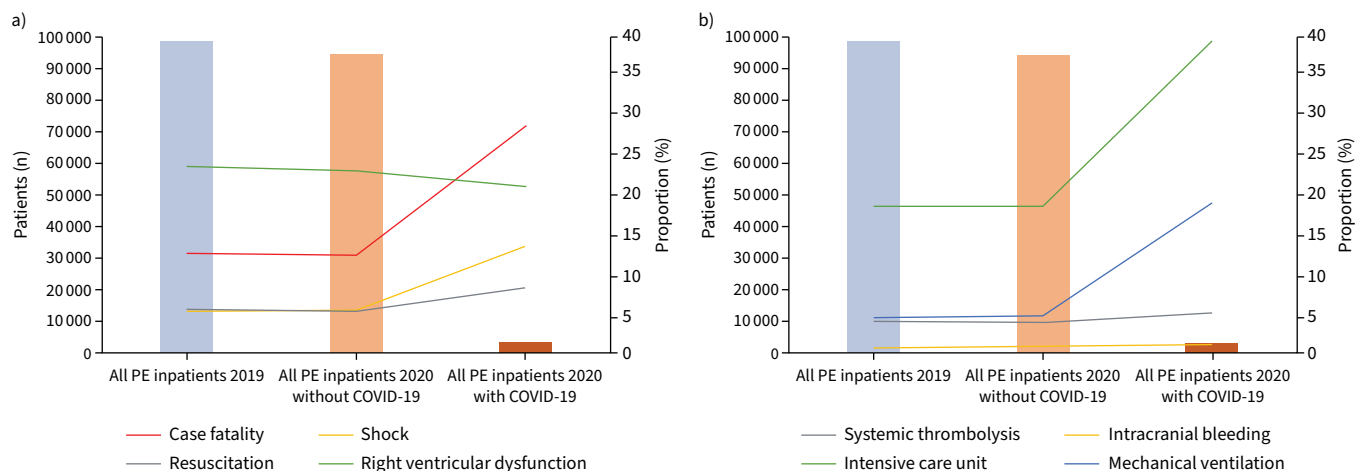 a)
100 000
90 000
80 000
70 000
60 000
50 000
40 000
30 000
20 000
10 000
0
Patients (n)
40
35
30
25
20
15
10
5
0
Proportion (%)
All PE inpatients 2019
All PE inpatients 2020
without COVID-19
All PE inpatients 2020
with COVID-19
Case fatality
Shock
Resuscitation
Right ventricular dysfunction
b)
100 000
90 000
80 000
70 000
60 000
50 000
40 000
30 000
20 000
10 000
0
Patients (n)
40
35
30
25
20
15
10
5
0
Proportion (%)
All PE inpatients 2019
All PE inpatients 2020
without COVID-19
All PE inpatients 2020
with COVID-19
Systemic thrombolysis
Intracranial bleeding
Intensive care unit
Mechanical ventilation